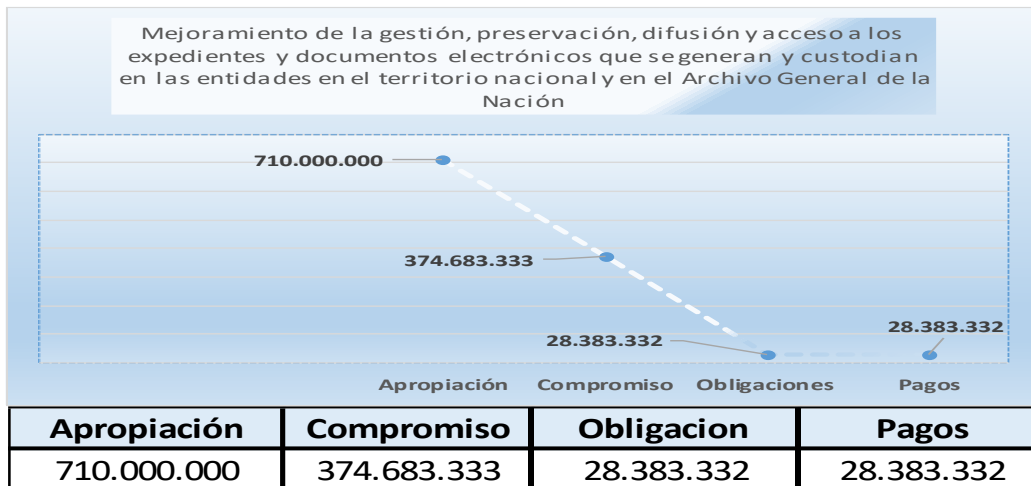 Mejoramiento de la gestión, preservación, difusión y acceso a los
expedientes y documentos electrónicos que se generan y custodian
en las entidades en el territorio nacional y en el Archivo General de la
Nación
710.000.000
374.683.333
28.383.332
28.383.332
Apropiación Compromiso Obligaciones Pagos
Apropiación Compromiso Obligacion Pagos
710.000.000 374.683.333 28.383.332 28.383.332